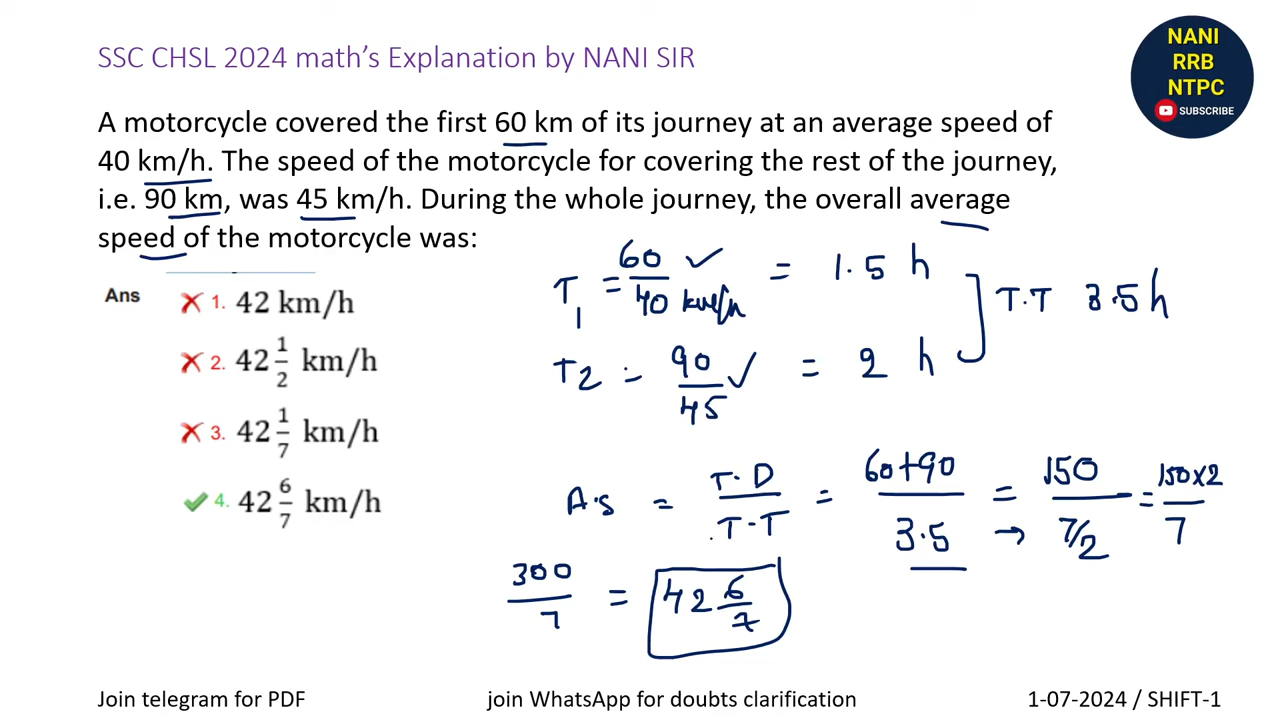 SSC CHSL 2024 math’s Explanation by NANI SIR
NANI
RRB
NTPC
SUBSCRIBE
A motorcycle covered the first 60 km of its journey at an average speed of
40 km/h. The speed of the motorcycle for covering the rest of the journey,
i.e. 90 km, was 45 km/h. During the whole journey, the overall average
speed of the motorcycle was:
Ans
1. 42 km/h
2. 42 1/2 km/h
3. 42 1/7 km/h
4. 42 6/7 km/h
T1 = 60/40 km/h = 1.5 h
T2 = 90/45 = 2 h
T.T 3.5 h
A.S = T.D/T.T = 60+90/3.5 → = 150/7/2 = 150x2/7
300/7 = 42 6/7
Join telegram for PDF
join WhatsApp for doubts clarification
1-07-2024 / SHIFT-1